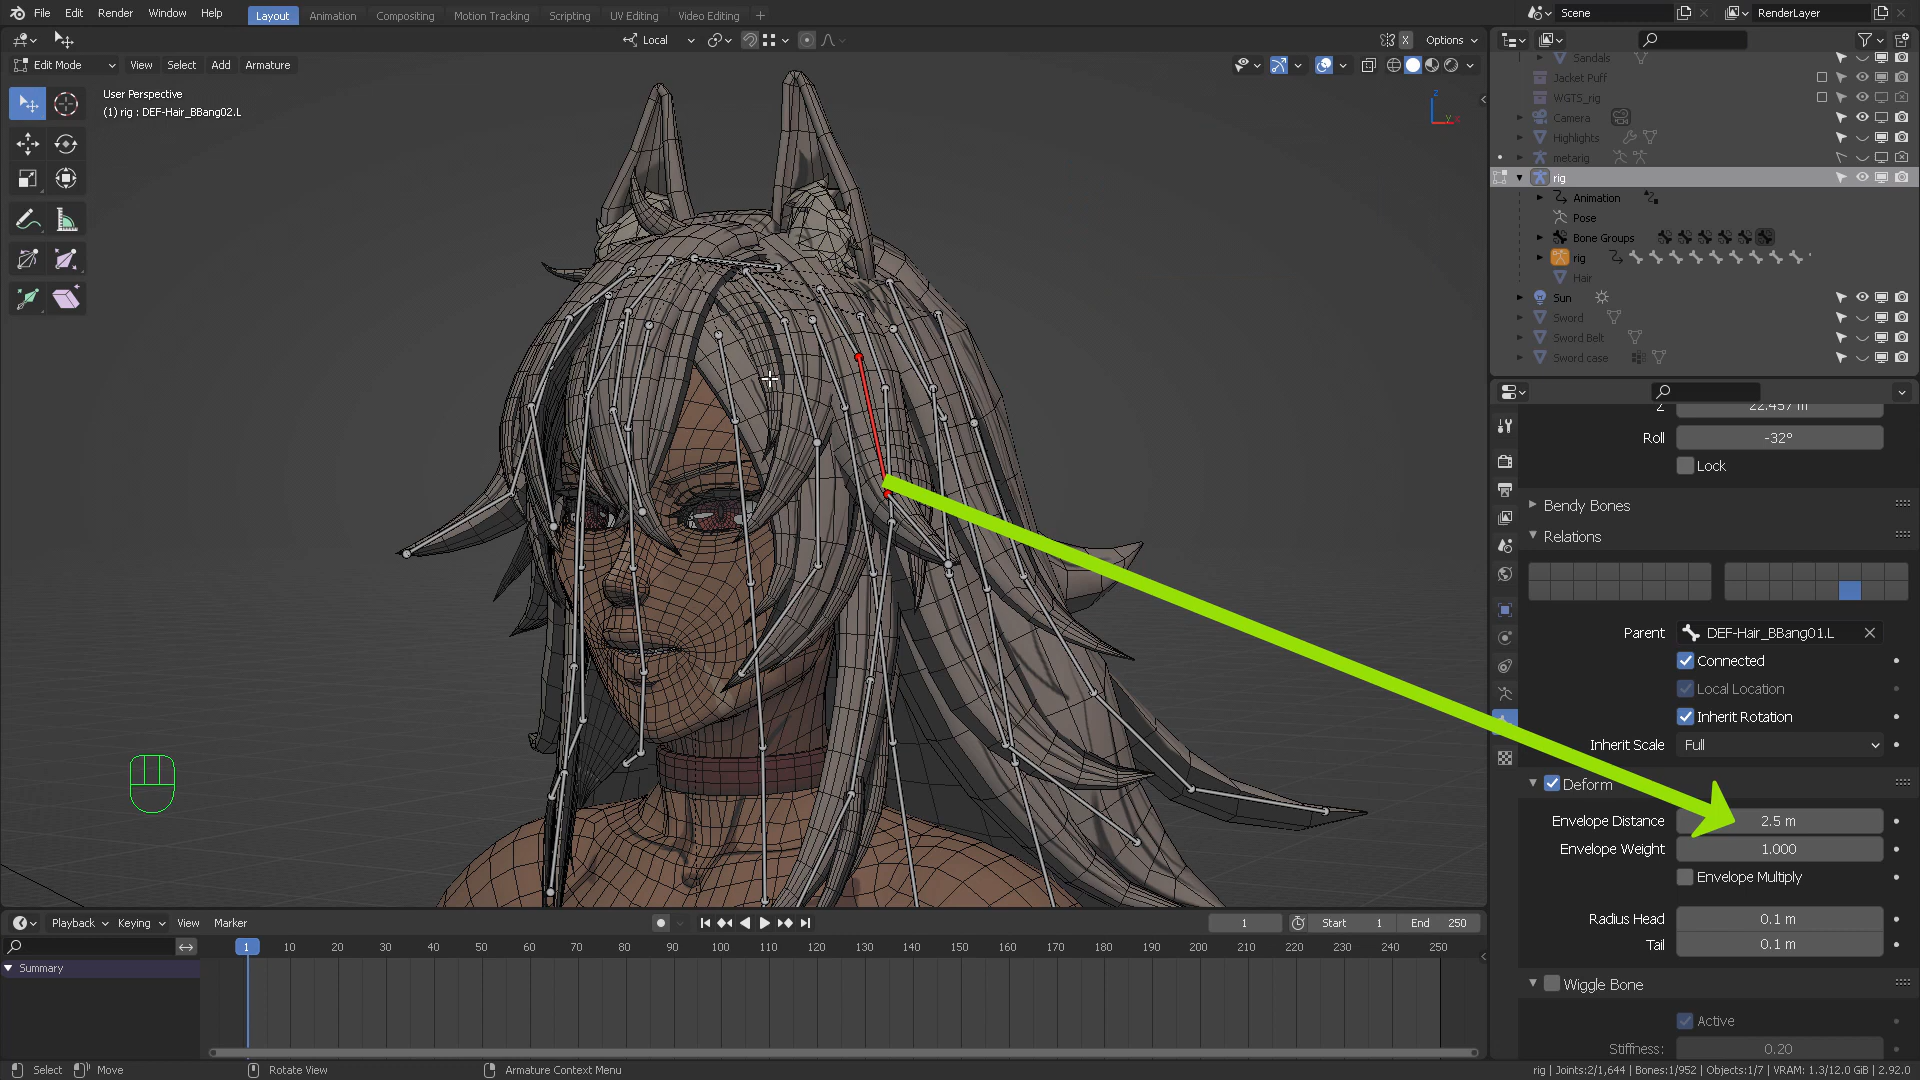 File Edit Render Window Help
Layout Animation Compositing Motion Tracking Scripting UV Editing Video Editing +
Scene
RenderLayer
Local
X
Options
Edit Mode View Select Add Armature
User Perspective
(1) rig : DEF-Hair_BBang02.L
Z
Y
X
Sandals
Jacket Puff
WGTS_rig
Camera
Highlights
metarig
rig
Animation
Pose
Bone Groups
rig
Hair
Sun
Sword
Sword Belt
Sword case
Z 22.457 m
Roll -32°
Lock
Bendy Bones
Relations
Parent DEF-Hair_BBang01.L
Connected
Local Location
Inherit Rotation
Inherit Scale Full
Deform
Envelope Distance 2.5 m
Envelope Weight 1.000
Envelope Multiply
Radius Head 0.1 m
Tail 0.1 m
Wiggle Bone
Active
Stiffness: 0.20
Playback Keying View Marker
1
Start 1
End 250
1 10 20 30 40 50 60 70 80 90 100 110 120 130 140 150 160 170 180 190 200 210 220 230 240 250
Summary
Select Move Rotate View Armature Context Menu
rig | Joints:2/1,644 | Bones:1/952 | Objects:1/7 | VRAM: 1.3/12.0 GiB | 2.92.0